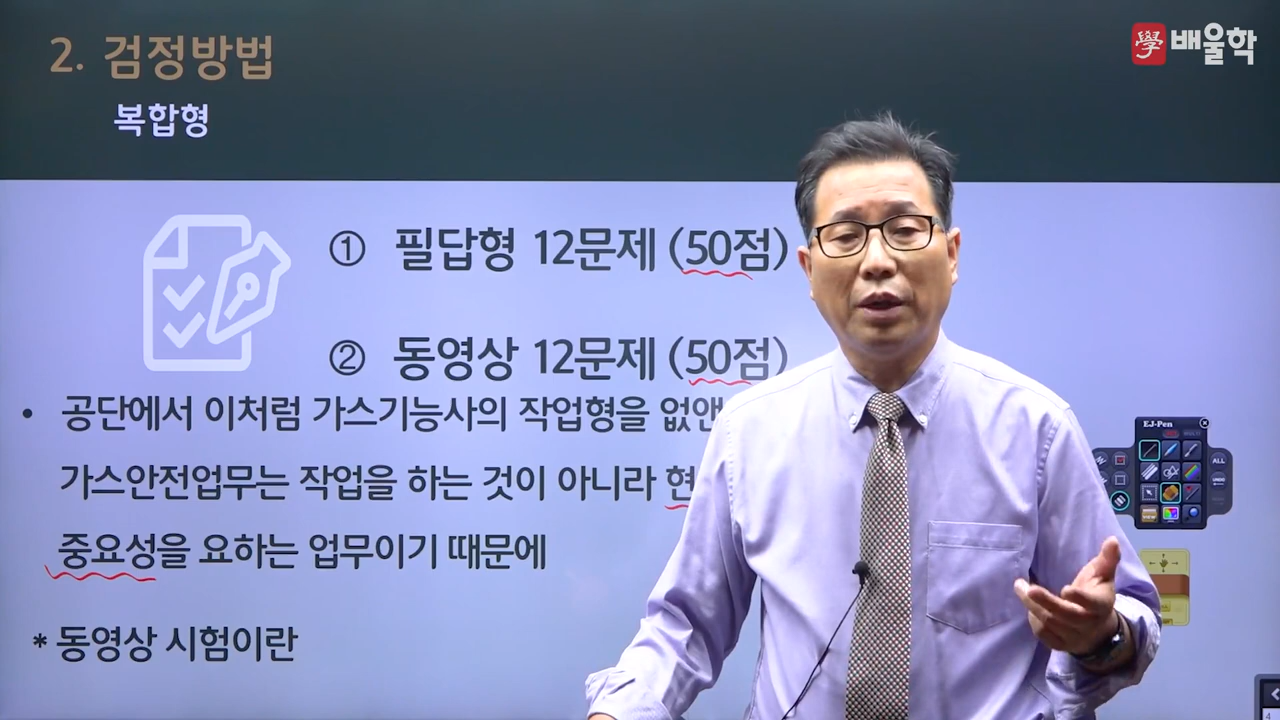 2. 검정방법
學 배울학
복합형
① 필답형 12문제 (50점)
② 동영상 12문제 (50점)
• 공단에서 이처럼 가스기능사의 작업형을 없앤
가스안전업무는 작업을 하는 것이 아니라 현
중요성을 요하는 업무이기 때문에
* 동영상 시험이란
EJ-Pen
ALL
UNDO